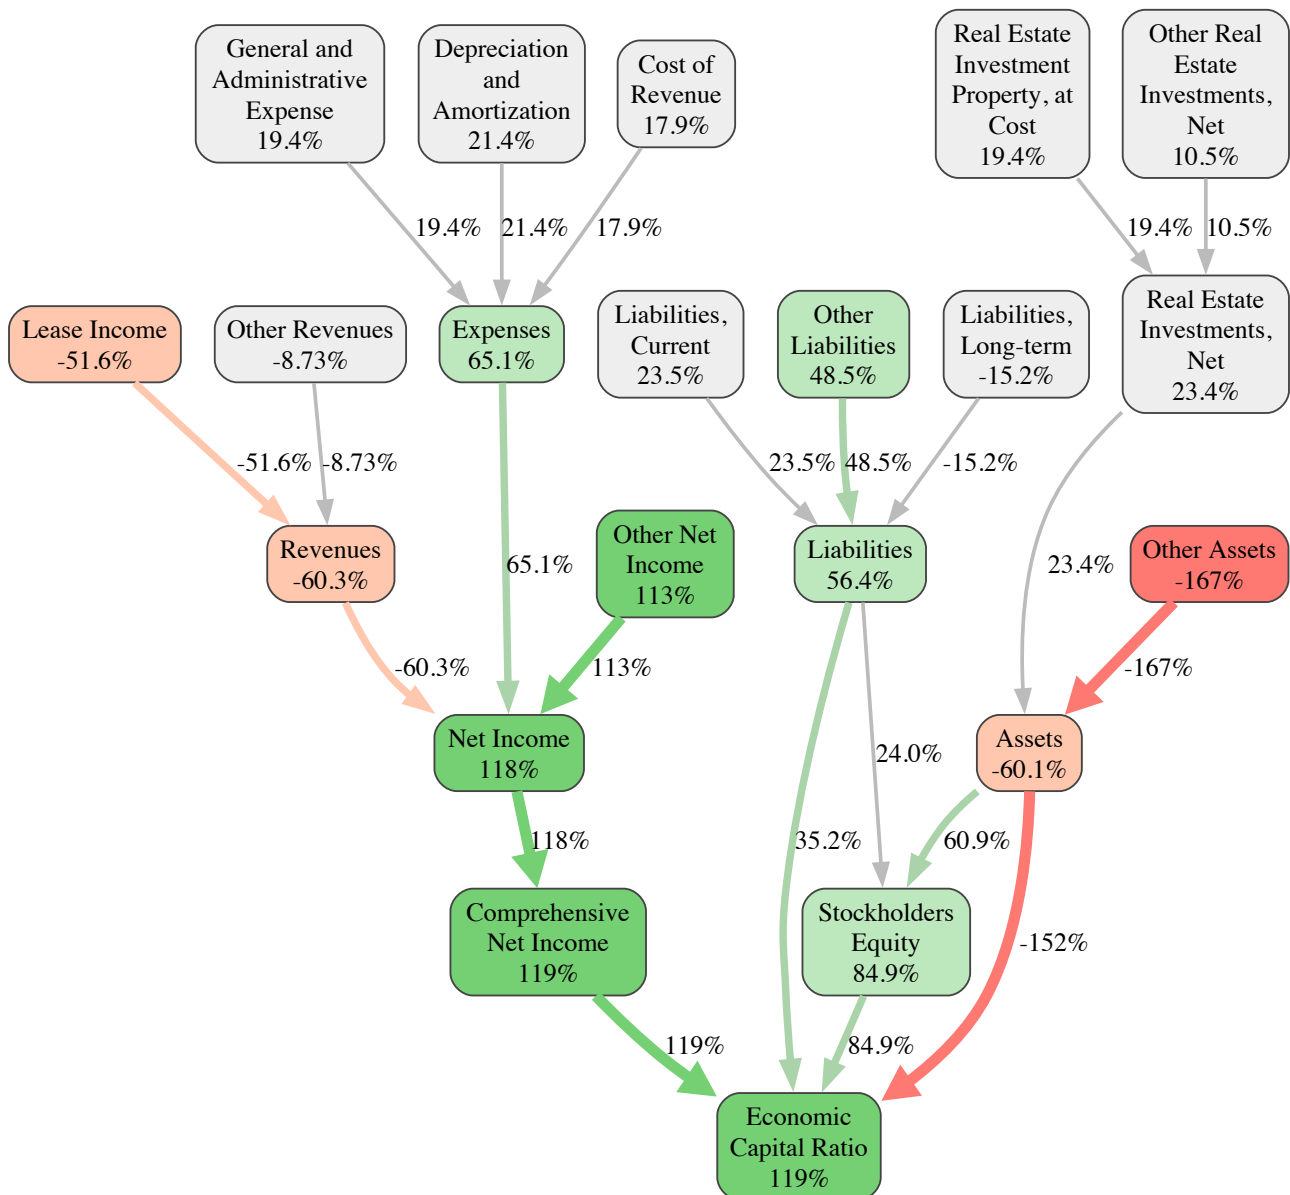 General and
Administrative
Expense
19.4%
Depreciation
and
Amortization
21.4%
Cost of
Revenue
17.9%
Real Estate
Investment
Property, at
Cost
19.4%
Other Real
Estate
Investments,
Net
10.5%
19.4%
21.4%
17.9%
19.4%
10.5%
Lease Income
-51.6%
Other Revenues
-8.73%
Expenses
65.1%
Liabilities,
Current
23.5%
Other
Liabilities
48.5%
Liabilities,
Long-term
-15.2%
Real Estate
Investments,
Net
23.4%
-51.6%
-8.73%
23.5%
48.5%
-15.2%
Revenues
-60.3%
65.1%
Other Net
Income
113%
Liabilities
56.4%
23.4%
Other Assets
-167%
-60.3%
113%
-167%
Net Income
118%
24.0%
Assets
-60.1%
118%
35.2%
60.9%
Comprehensive
Net Income
119%
Stockholders
Equity
84.9%
-152%
119%
84.9%
Economic
Capital Ratio
119%